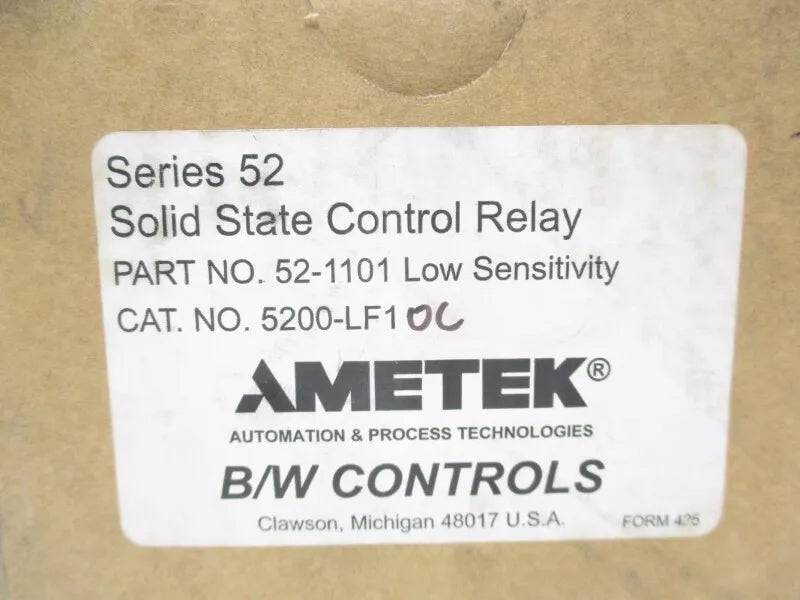 Series 52
Solid State Control Relay
PART NO. 52-1101 Low Sensitivity
CAT. NO. 5200-LF1 OC
AMETEK®
AUTOMATION & PROCESS TECHNOLOGIES
B/W CONTROLS
Clawson, Michigan 48017 U.S.A.
FORM 425